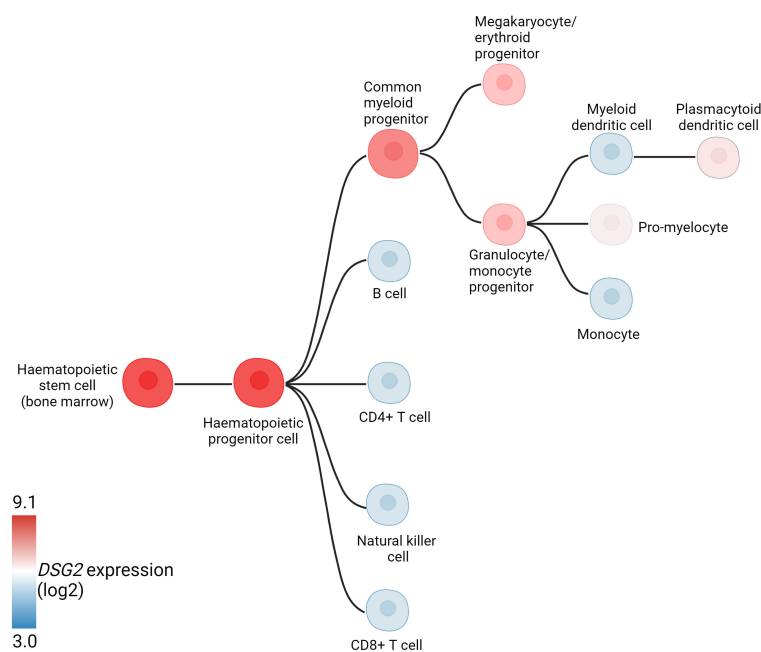 Megakaryocyte/
erythroid
progenitor
Common
myeloid
progenitor
Myeloid
dendritic cell
Plasmacytoid
dendritic cell
Pro-myelocyte
Granulocyte/
monocyte
progenitor
B cell
Monocyte
Haematopoietic
stem cell
(bone marrow)
Haematopoietic
progenitor cell
CD4+ T cell
Natural killer
cell
CD8+ T cell
9.1
DSG2 expression
(log2)
3.0